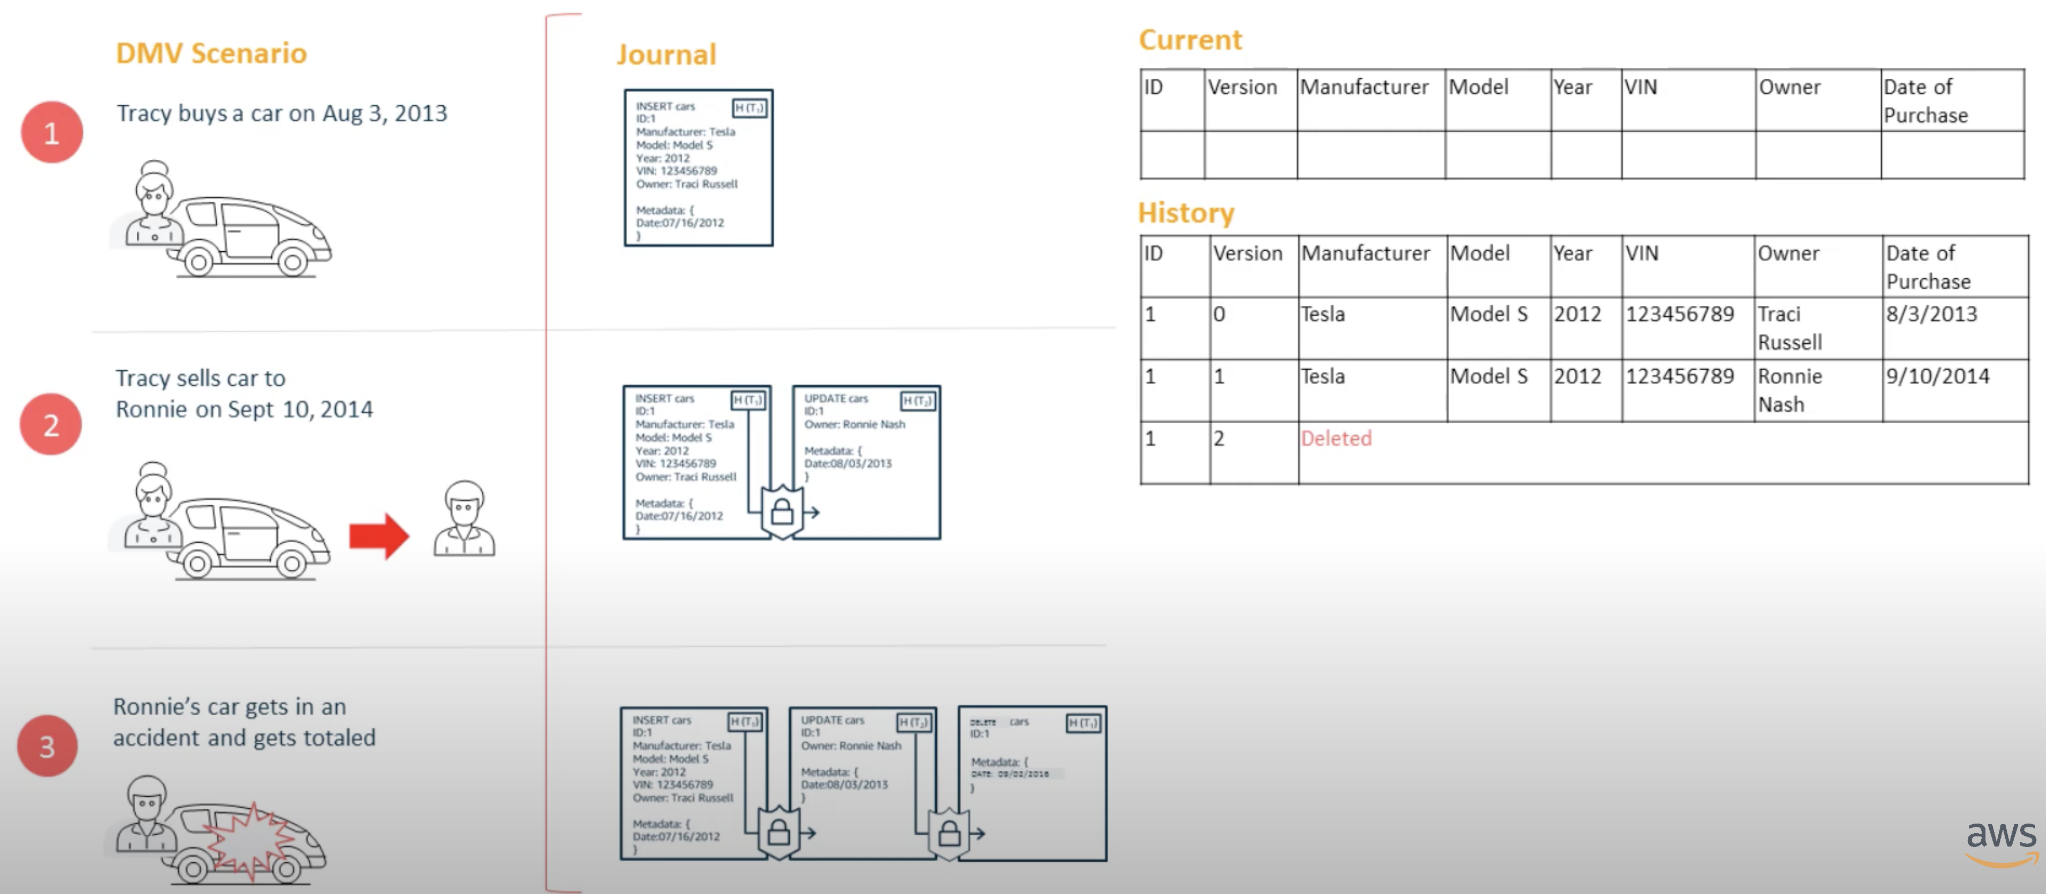 DMV Scenario
1
Tracy buys a car on Aug 3, 2013
2
Tracy sells car to
Ronnie on Sept 10, 2014
3
Ronnie's car gets in an
accident and gets totaled
Journal
INSERT cars H (T₁)
ID:1
Manufacturer: Tesla
Model: Model S
Year: 2012
VIN: 123456789
Owner: Traci Russell
Metadata: {
Date:07/16/2012
}
INSERT cars H (T₁)
ID:1
Manufacturer: Tesla
Model: Model S
Year: 2012
VIN: 123456789
Owner: Traci Russell
Metadata: {
Date:07/16/2012
}
UPDATE cars H (T₂)
ID:1
Owner: Ronnie Nash
Metadata: {
Date:08/03/2013
}
INSERT cars H (T₁)
ID:1
Manufacturer: Tesla
Model: Model S
Year: 2012
VIN: 123456789
Owner: Traci Russell
Metadata: {
Date:07/16/2012
}
UPDATE cars H (T₂)
ID:1
Owner: Ronnie Nash
Metadata: {
Date:08/03/2013
}
DELETE cars H (T₁)
ID:1
Metadata: {
DATE: 09/02/2016
}
Current
ID Version Manufacturer Model Year VIN Owner Date of
Purchase
History
ID Version Manufacturer Model Year VIN Owner Date of
Purchase
1 0 Tesla Model S 2012 123456789 Traci 8/3/2013
Russell
1 1 Tesla Model S 2012 123456789 Ronnie 9/10/2014
Nash
1 2 Deleted
aws